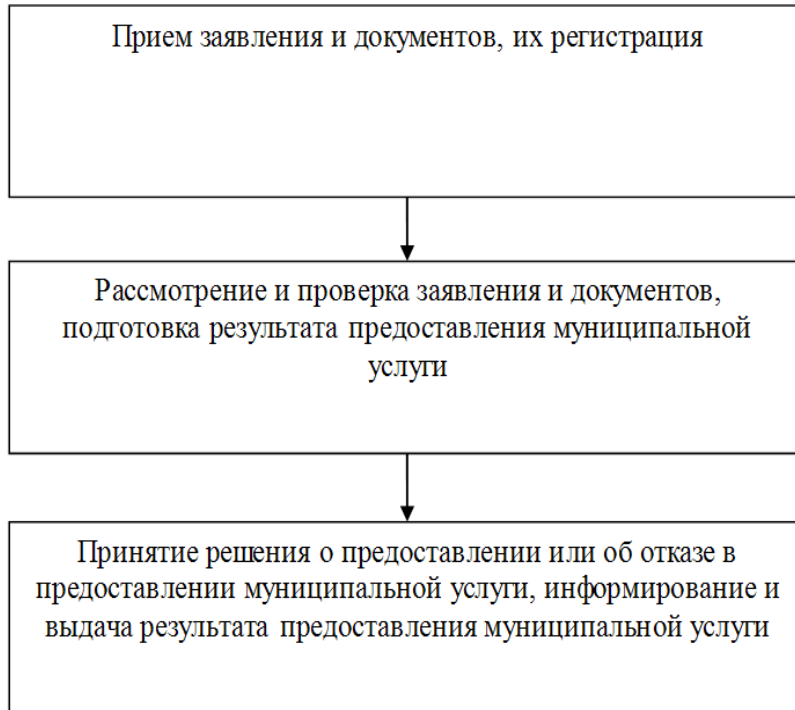 Прием заявления и документов, их регистрация
Рассмотрение и проверка заявления и документов,
подготовка результата предоставления муниципальной
услуги
Принятие решения о предоставлении или об отказе в
предоставлении муниципальной услуги, информирование и
выдача результата предоставления муниципальной услуги